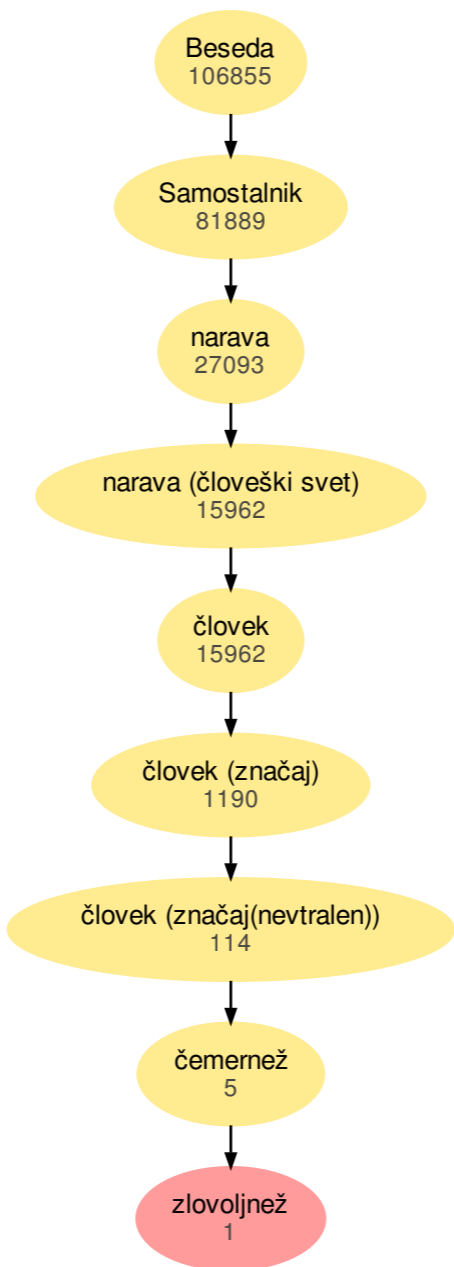 Beseda
106855
Samostalnik
81889
narava
27093
narava (človeški svet)
15962
človek
15962
človek (značaj)
1190
človek (značaj(nevtralen))
114
čemernež
5
zlovoljnež
1